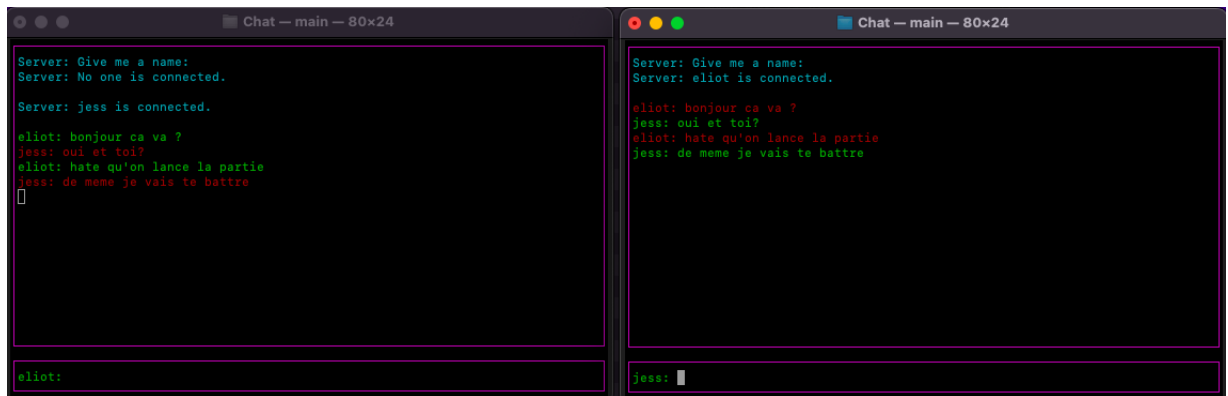 Chat — main — 80×24
Server: Give me a name:
Server: No one is connected.
Server: jess is connected.
eliot: bonjour ca va ?
jess: oui et toi?
eliot: hate qu'on lance la partie
jess: de meme je vais te battre
eliot:
Chat — main — 80×24
Server: Give me a name:
Server: eliot is connected.
eliot: bonjour ca va ?
jess: oui et toi?
eliot: hate qu'on lance la partie
jess: de meme je vais te battre
jess: